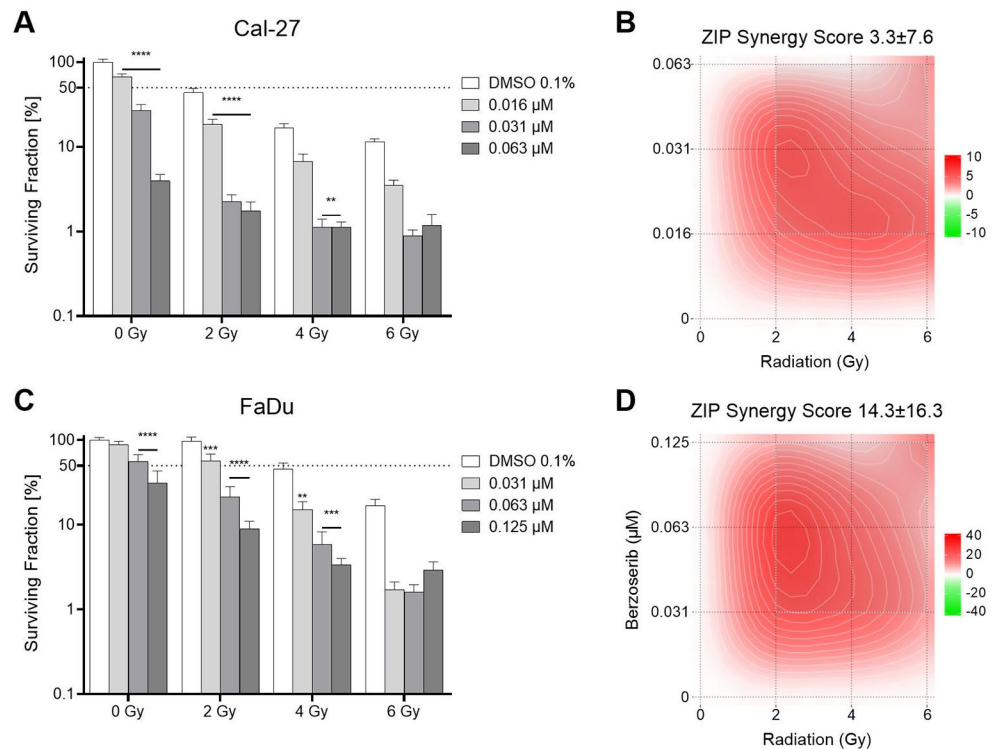 A
Cal-27
Surviving Fraction [%]
100
50
10
1
0.1
****
****
**
0 Gy
2 Gy
4 Gy
6 Gy
DMSO 0.1%
0.016 µM
0.031 µM
0.063 µM
B
ZIP Synergy Score 3.3±7.6
0.063
0.031
0.016
0
0
2
4
6
Radiation (Gy)
10
5
0
-5
-10
C
FaDu
Surviving Fraction [%]
100
50
10
1
0.1
****
***
****
**
***
0 Gy
2 Gy
4 Gy
6 Gy
DMSO 0.1%
0.031 µM
0.063 µM
0.125 µM
D
ZIP Synergy Score 14.3±16.3
Berzoserib (µM)
0.125
0.063
0.031
0
0
2
4
6
Radiation (Gy)
40
20
0
-20
-40